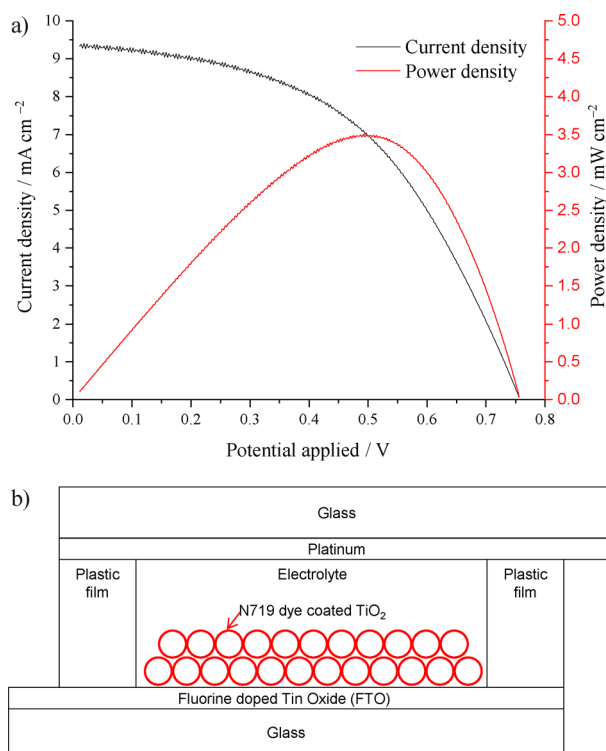 a)
Current density
Power density
10
9
8
7
6
5
4
3
2
1
0
Current density / mA cm⁻²
5.0
4.5
4.0
3.5
3.0
2.5
2.0
1.5
1.0
0.5
0.0
Power density / mW cm⁻²
0.0 0.1 0.2 0.3 0.4 0.5 0.6 0.7 0.8
Potential applied / V
b)
Glass
Platinum
Plastic
film
Electrolyte
Plastic
film
N719 dye coated TiO₂
Fluorine doped Tin Oxide (FTO)
Glass